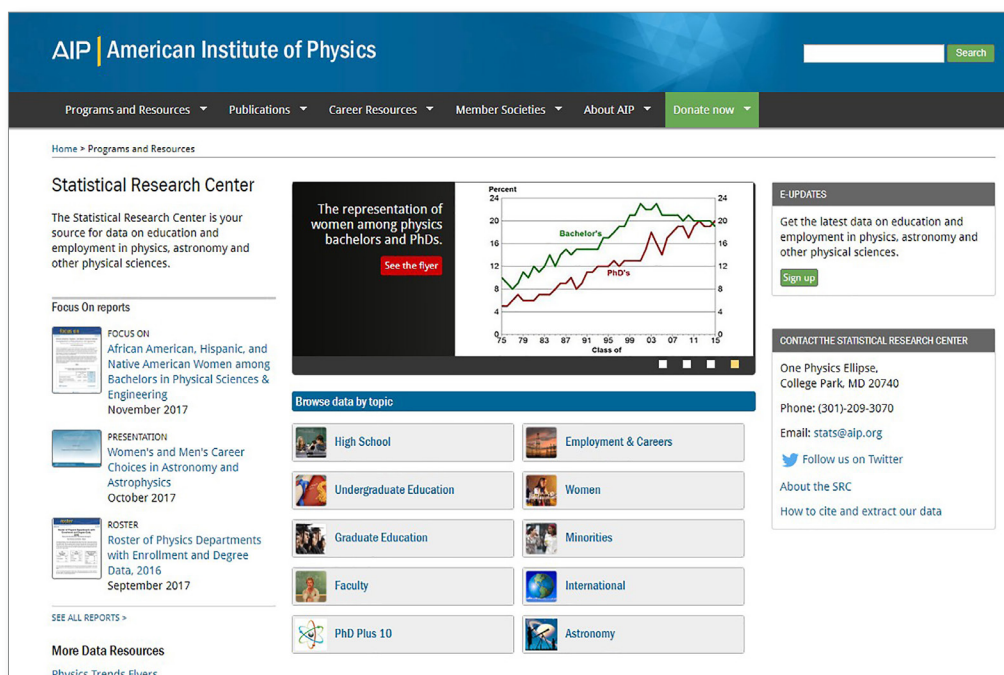 AIP | American Institute of Physics
Search
Programs and Resources
Publications
Career Resources
Member Societies
About AIP
Donate now
Home > Programs and Resources
Statistical Research Center
The Statistical Research Center is your
source for data on education and
employment in physics, astronomy and
other physical sciences.
Focus On reports
FOCUS ON
African American, Hispanic, and
Native American Women among
Bachelors in Physical Sciences &
Engineering
November 2017
PRESENTATION
Women's and Men's Career
Choices in Astronomy and
Astrophysics
October 2017
ROSTER
Roster of Physics Departments
with Enrollment and Degree
Data, 2016
September 2017
SEE ALL REPORTS >
More Data Resources
Physics Trends Flyers
The representation of
women among physics
bachelors and PhDs.
See the flyer
Percent
24 24
20 20
16 16
12 12
8 8
4 4
0 0
Bachelor's
PhD's
75 79 83 87 91 95 99 03 07 11 15
Class of
Browse data by topic
High School
Employment & Careers
Undergraduate Education
Women
Graduate Education
Minorities
Faculty
International
PhD Plus 10
Astronomy
E-UPDATES
Get the latest data on education and
employment in physics, astronomy and
other physical sciences.
Sign up
CONTACT THE STATISTICAL RESEARCH CENTER
One Physics Ellipse,
College Park, MD 20740
Phone: (301)-209-3070
Email: stats@aip.org
Follow us on Twitter
About the SRC
How to cite and extract our data